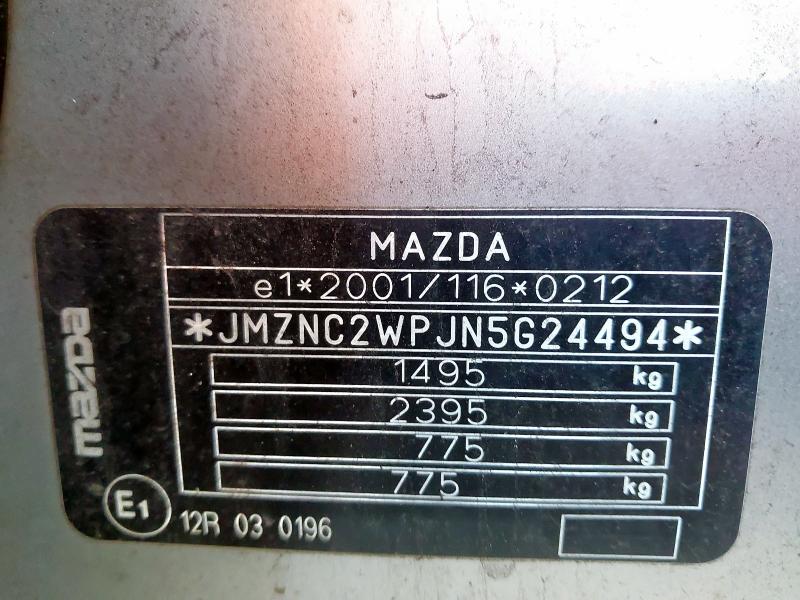 MAZDA
e1*2001/116*0212
*JMZNC2WPJN5G24494*
1495 kg
2395 kg
775 kg
775 kg
mazda
E1
12R 03 0196